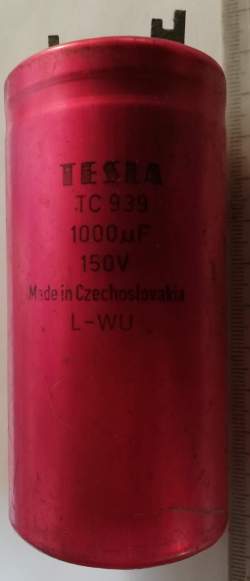 TESLA
TC 939
1000µF
150V
Made in Czechoslovakia
L-WU